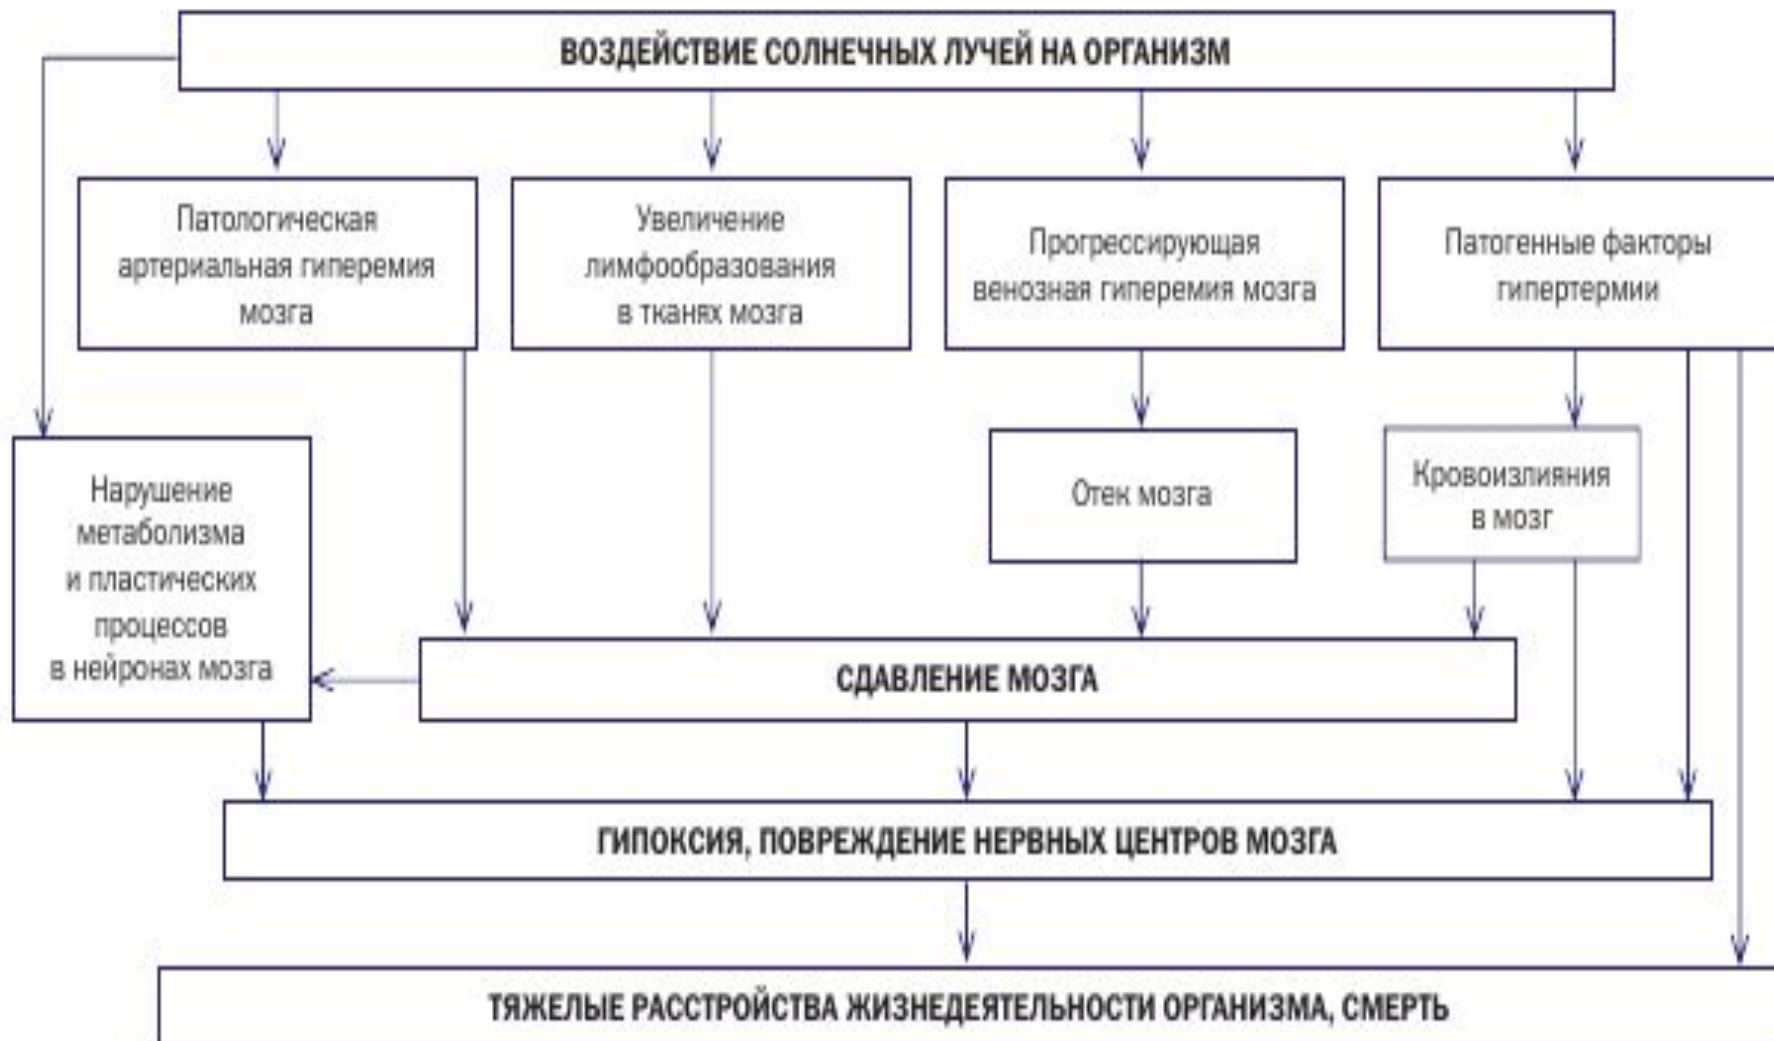 ВОЗДЕЙСТВИЕ СОЛНЕЧНЫХ ЛУЧЕЙ НА ОРГАНИЗМ
Патологическая
артериальная гиперемия
мозга
Увеличение
лимфообразования
в тканях мозга
Прогрессирующая
венозная гиперемия мозга
Патогенные факторы
гипертермии
Нарушение
метаболизма
и пластических
процессов
в нейронах мозга
Отек мозга
Кровоизлияния
в мозг
СДАВЛЕНИЕ МОЗГА
ГИПОКСИЯ, ПОВРЕЖДЕНИЕ НЕРВНЫХ ЦЕНТРОВ МОЗГА
ТЯЖЕЛЫЕ РАССТРОЙСТВА ЖИЗНЕДЕЯТЕЛЬНОСТИ ОРГАНИЗМА, СМЕРТЬ